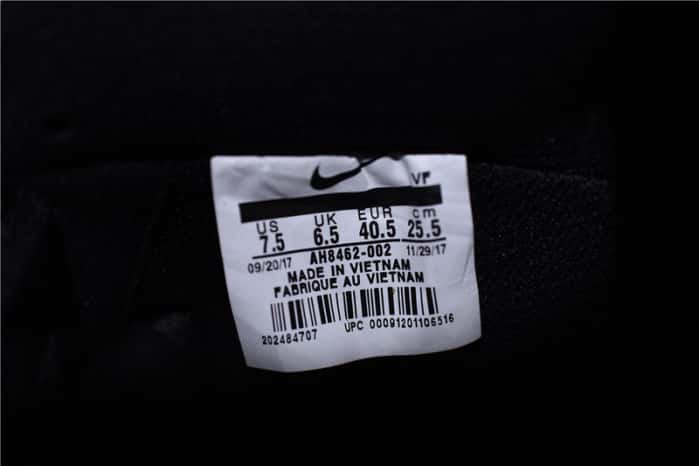 VF
US UK EUR cm
7.5 6.5 40.5 25.5
09/20/17 AH8462-002 11/29/17
MADE IN VIETNAM
FABRIQUE AU VIETNAM
202484707 UPC 00091201106516